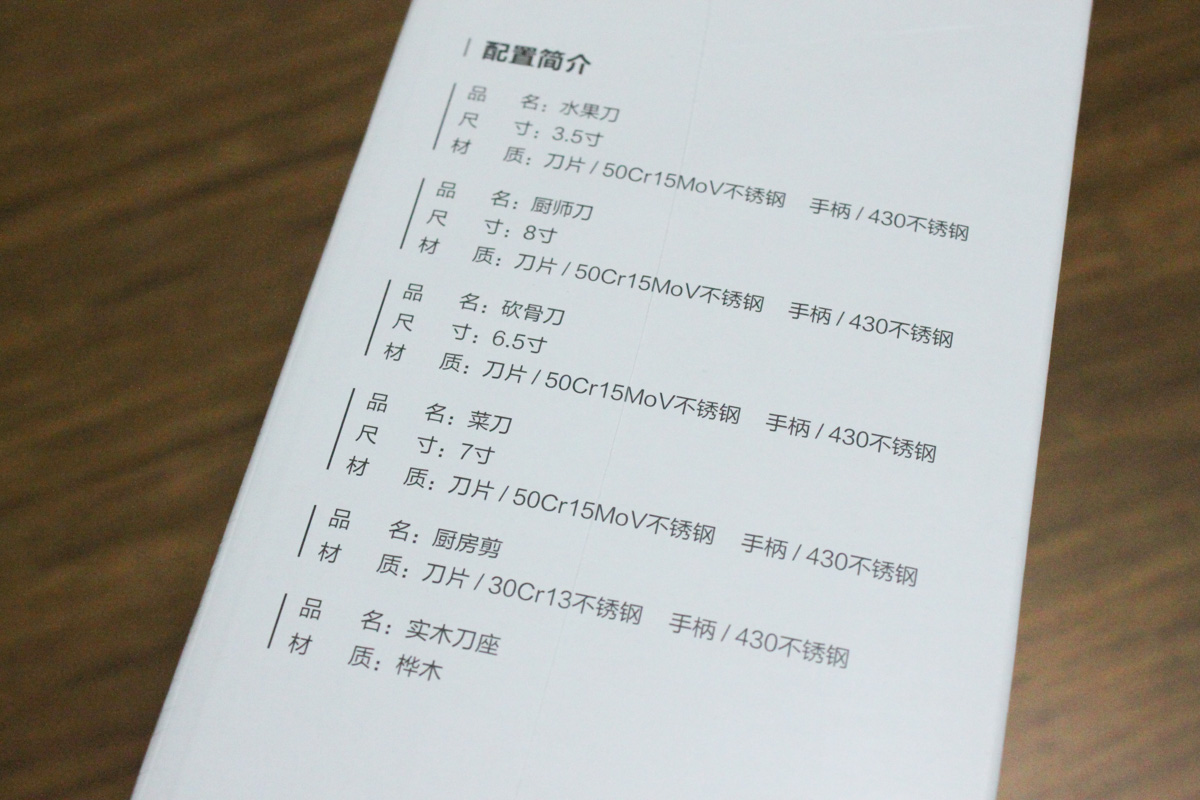 配置简介
品 名：水果刀
尺 寸：3.5寸
材 质：刀片 / 50Cr15MoV不锈钢 手柄 / 430不锈钢
品 名：厨师刀
尺 寸：8寸
材 质：刀片 / 50Cr15MoV不锈钢 手柄 / 430不锈钢
品 名：砍骨刀
尺 寸：6.5寸
材 质：刀片 / 50Cr15MoV不锈钢 手柄 / 430不锈钢
品 名：菜刀
尺 寸：7寸
材 质：刀片 / 50Cr15MoV不锈钢 手柄 / 430不锈钢
品 名：厨房剪
材 质：刀片 / 30Cr13不锈钢 手柄 / 430不锈钢
品 名：实木刀座
材 质：桦木